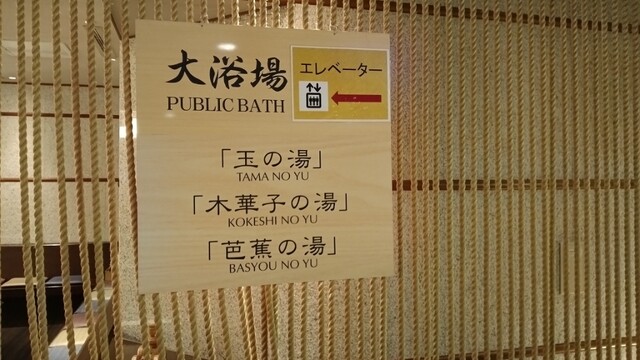 大浴場
PUBLIC BATH
エレベーター
「玉の湯」
TAMA NO YU
「木華子の湯」
KOKESHI NO YU
「芭蕉の湯」
BASYOU NO YU